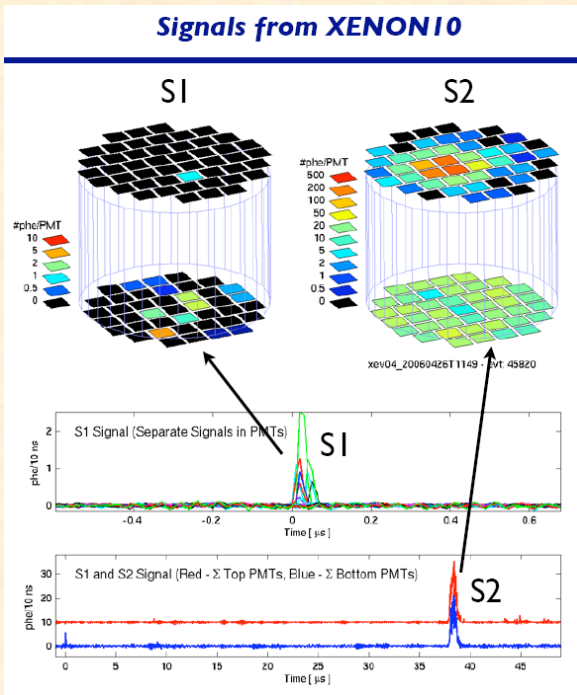 Signals from XENON10
S1
S2
#phe/PMT
10
5
2
1
0.5
0
#phe/PMT
500
200
100
50
20
10
5
2
1
0.5
0
xev04_20060426T1149 - evt: 45820
S1 Signal (Separate Signals in PMTs)
S1
phe/10 ns
2
1
0
-0.4
-0.2
0
0.2
0.4
0.6
Time [ μs ]
S1 and S2 Signal (Red - Σ Top PMTs, Blue - Σ Bottom PMTs)
S2
phe/10 ns
30
20
10
0
0
5
10
15
20
25
30
35
40
45
Time [ μs ]